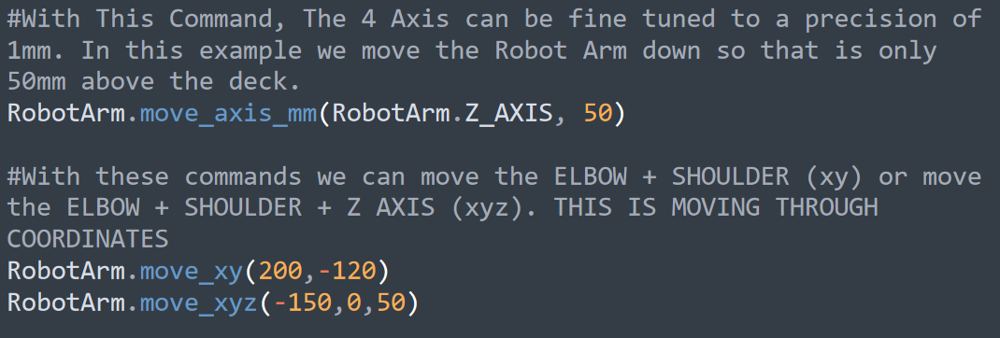 #With This Command, The 4 Axis can be fine tuned to a precision of
1mm. In this example we move the Robot Arm down so that is only
50mm above the deck.
RobotArm.move_axis_mm(RobotArm.Z_AXIS, 50)
#With these commands we can move the ELBOW + SHOULDER (xy) or move
the ELBOW + SHOULDER + Z AXIS (xyz). THIS IS MOVING THROUGH
COORDINATES
RobotArm.move_xy(200,-120)
RobotArm.move_xyz(-150,0,50)